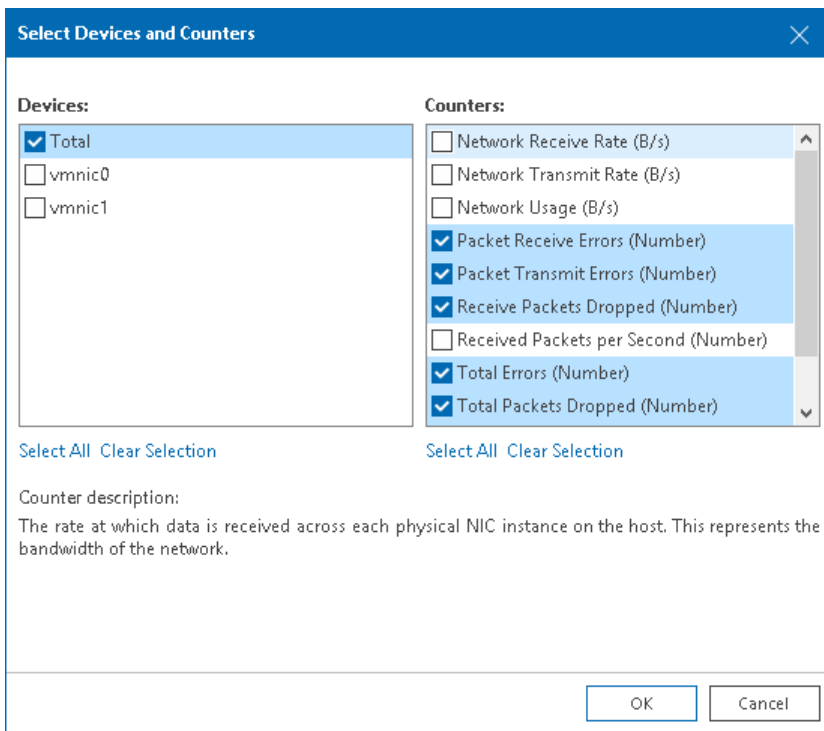 Select Devices and Counters
Devices:
Total
vmnic0
vmnic1
Select All Clear Selection
Counters:
Network Receive Rate (B/s)
Network Transmit Rate (B/s)
Network Usage (B/s)
Packet Receive Errors (Number)
Packet Transmit Errors (Number)
Receive Packets Dropped (Number)
Received Packets per Second (Number)
Total Errors (Number)
Total Packets Dropped (Number)
Select All Clear Selection
Counter description:
The rate at which data is received across each physical NIC instance on the host. This represents the
bandwidth of the network.
OK
Cancel